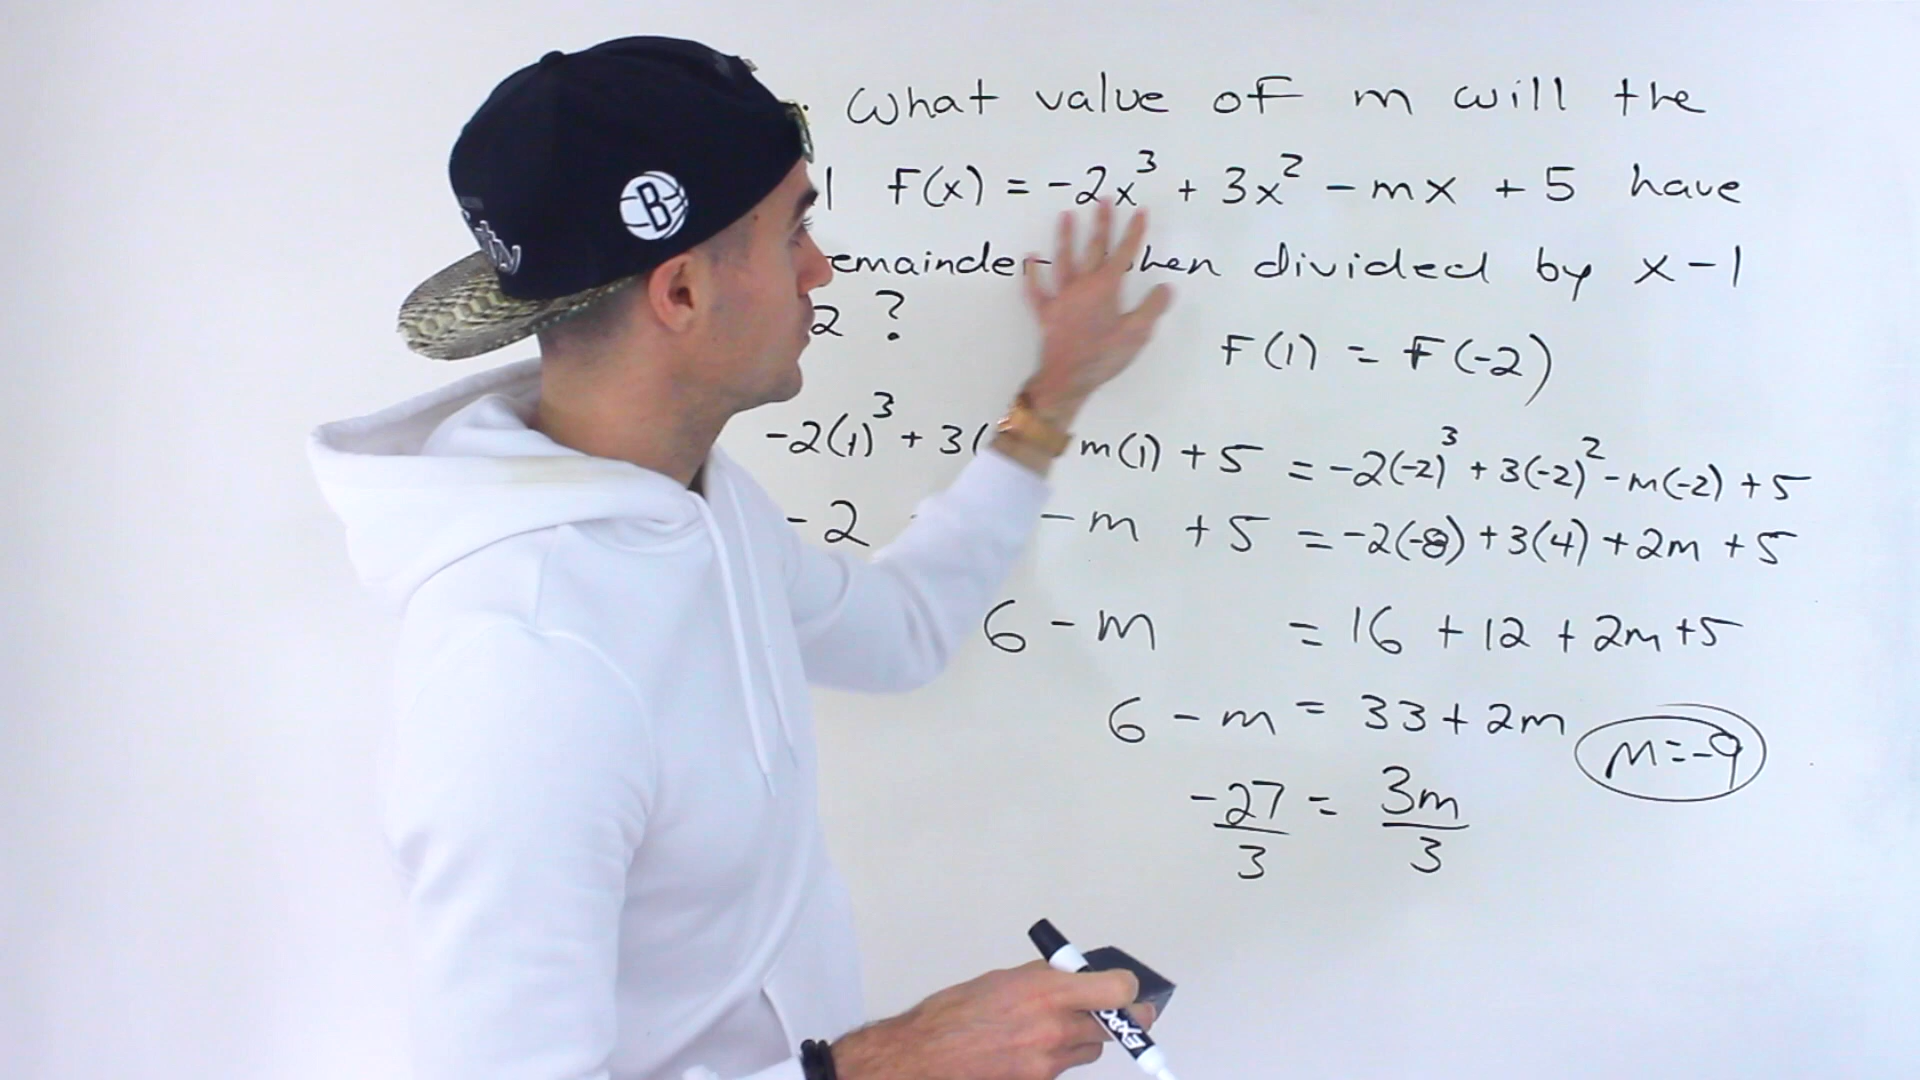 What value of m will the
F(x) = -2x³ + 3x² - mx + 5 have
when divided by x-1
2 ?
F(1) = F(-2)
-2(1)³ + 3( m(1) + 5 = -2(-2)³ + 3(-2)² - m(-2) + 5
-2 - m + 5 = -2(-8) + 3(4) + 2m + 5
6 - m = 16 + 12 + 2m + 5
6 - m = 33 + 2m
m = -9
-27 = 3m
3 3
B
EXPO